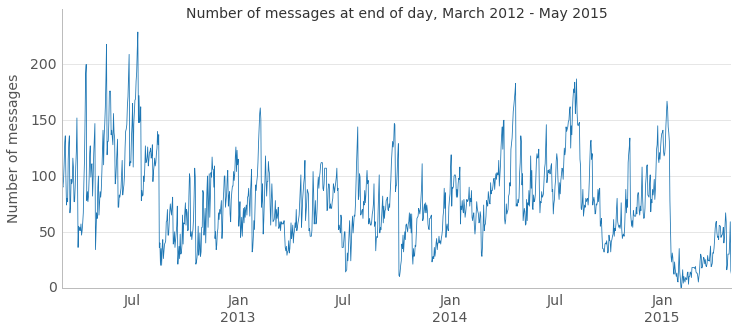 Number of messages at end of day, March 2012 - May 2015
Number of messages
200
150
100
50
0
Jul Jan Jul Jan Jul Jan
2013 2014 2015